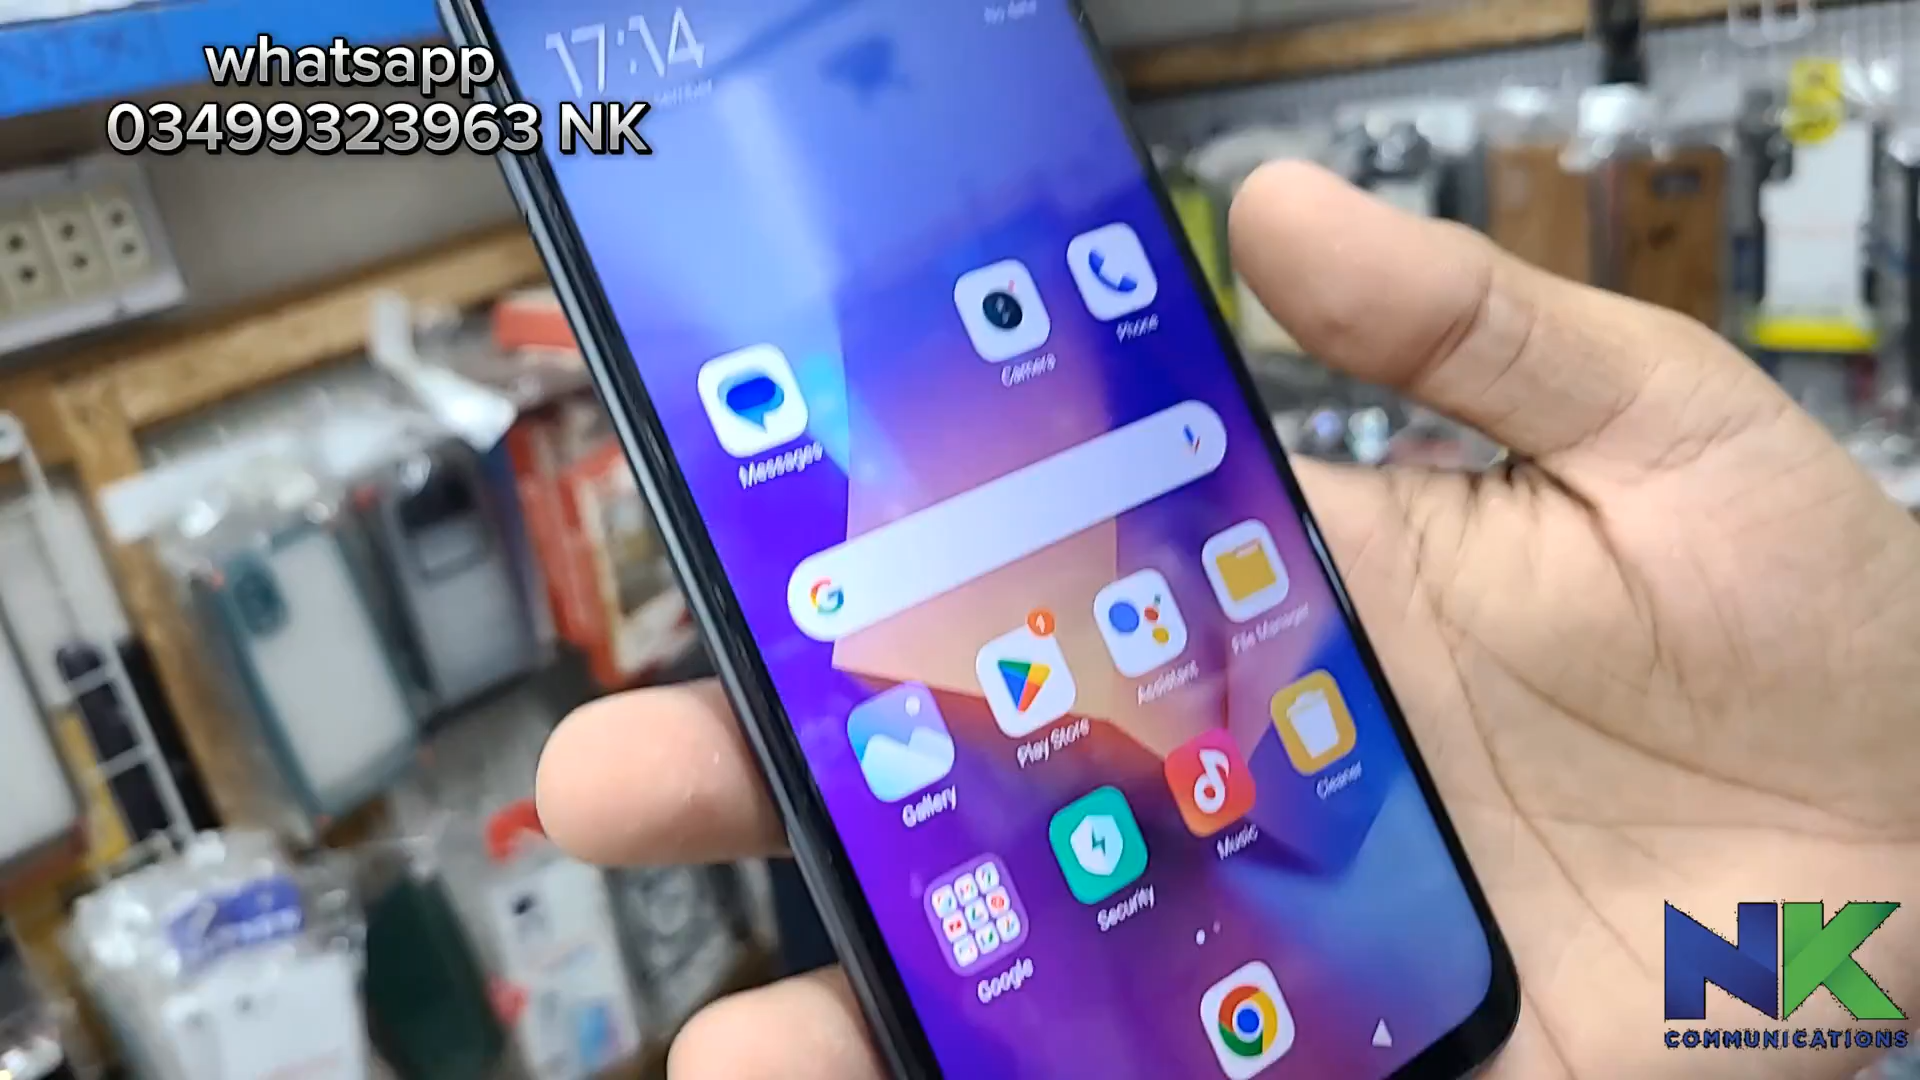 whatsapp
03499323963 NK
17:14
Phone
Camera
Messages
File Manager
Assistant
Play Store
Gallery
Cleaner
Music
Security
Google
NK
COMMUNICATIONS